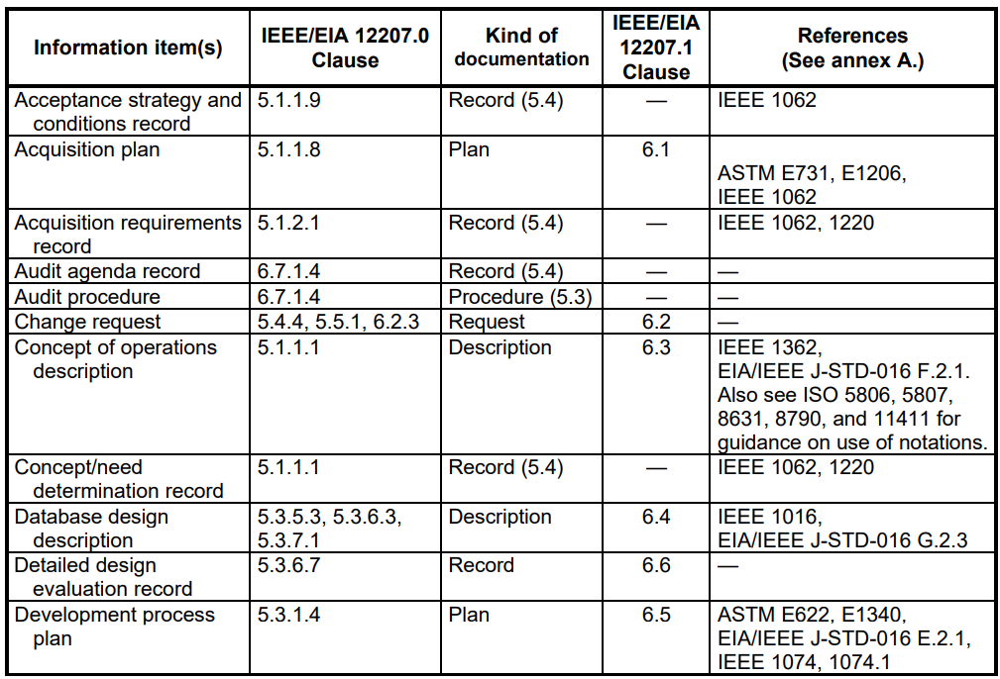 Information item(s) IEEE/EIA 12207.0 Clause Kind of documentation IEEE/EIA 12207.1 Clause References (See annex A.)
Acceptance strategy and 5.1.1.9 Record (5.4) — IEEE 1062
conditions record
Acquisition plan 5.1.1.8 Plan 6.1
ASTM E731, E1206,
IEEE 1062
Acquisition requirements 5.1.2.1 Record (5.4) — IEEE 1062, 1220
record
Audit agenda record 6.7.1.4 Record (5.4) — —
Audit procedure 6.7.1.4 Procedure (5.3) — —
Change request 5.4.4, 5.5.1, 6.2.3 Request 6.2 —
Concept of operations 5.1.1.1 Description 6.3 IEEE 1362,
description EIA/IEEE J-STD-016 F.2.1.
Also see ISO 5806, 5807,
8631, 8790, and 11411 for
guidance on use of notations.
Concept/need 5.1.1.1 Record (5.4) — IEEE 1062, 1220
determination record
Database design 5.3.5.3, 5.3.6.3, Description 6.4 IEEE 1016,
description 5.3.7.1 EIA/IEEE J-STD-016 G.2.3
Detailed design 5.3.6.7 Record 6.6 —
evaluation record
Development process 5.3.1.4 Plan 6.5 ASTM E622, E1340,
plan EIA/IEEE J-STD-016 E.2.1,
IEEE 1074, 1074.1